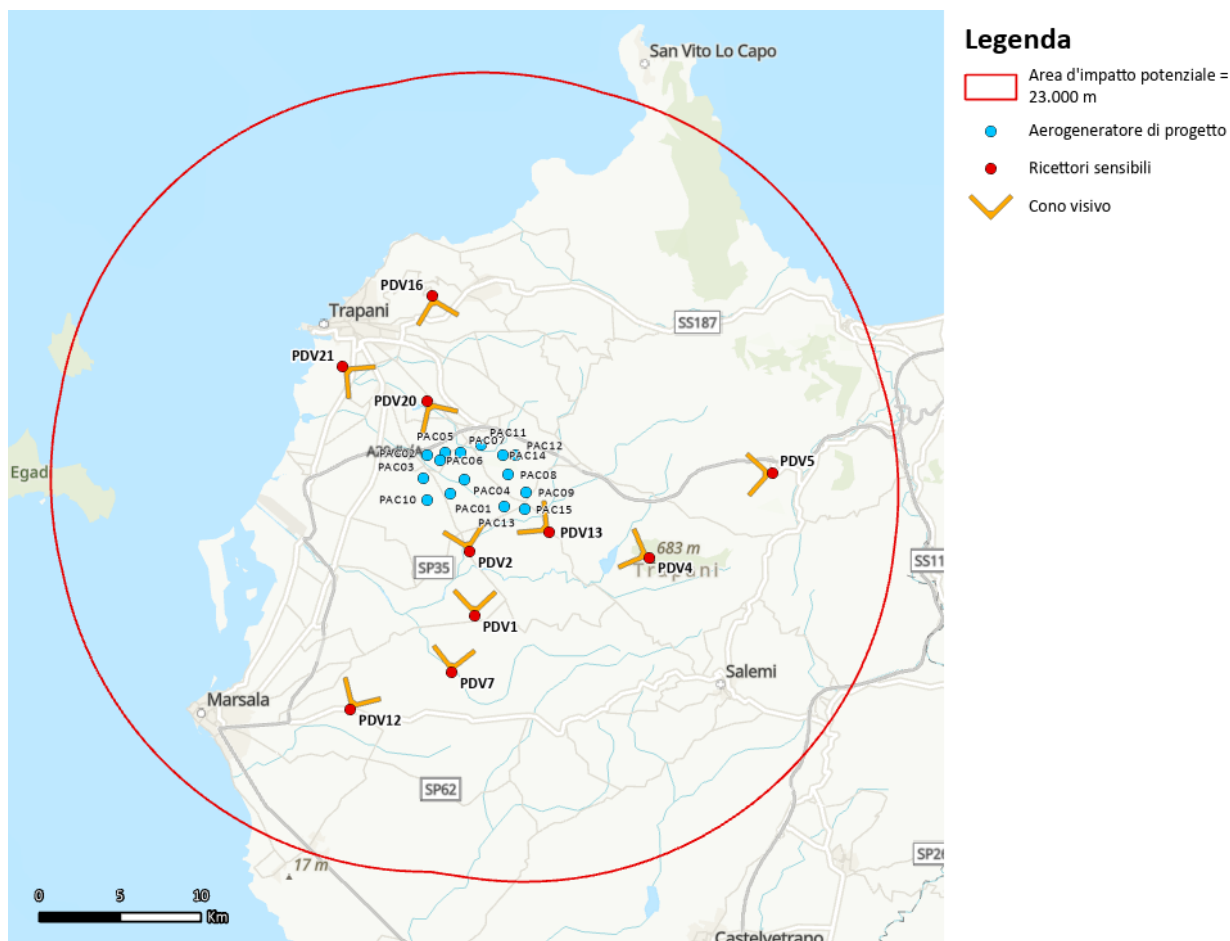 San Vito Lo Capo
Legenda
Area d'impatto potenziale =
23.000 m
Aerogeneratore di progetto
Ricettori sensibili
Cono visivo
PDV16
Trapani
SS187
PDV21
PDV20
PAC11
PAC05
PAC07
PAC12
PAC02
PAC14
PAC06
Egadi
PAC03
PAC08
PDV5
PAC04
PAC09
PAC10
PAC01
PAC15
PAC13
PDV13
683 m
PDV2
SP35
PDV4
Trapani
SS11
PDV1
Salemi
PDV7
Marsala
PDV12
SP62
17 m
SP26
0 5 10
Km
Castelvetrano